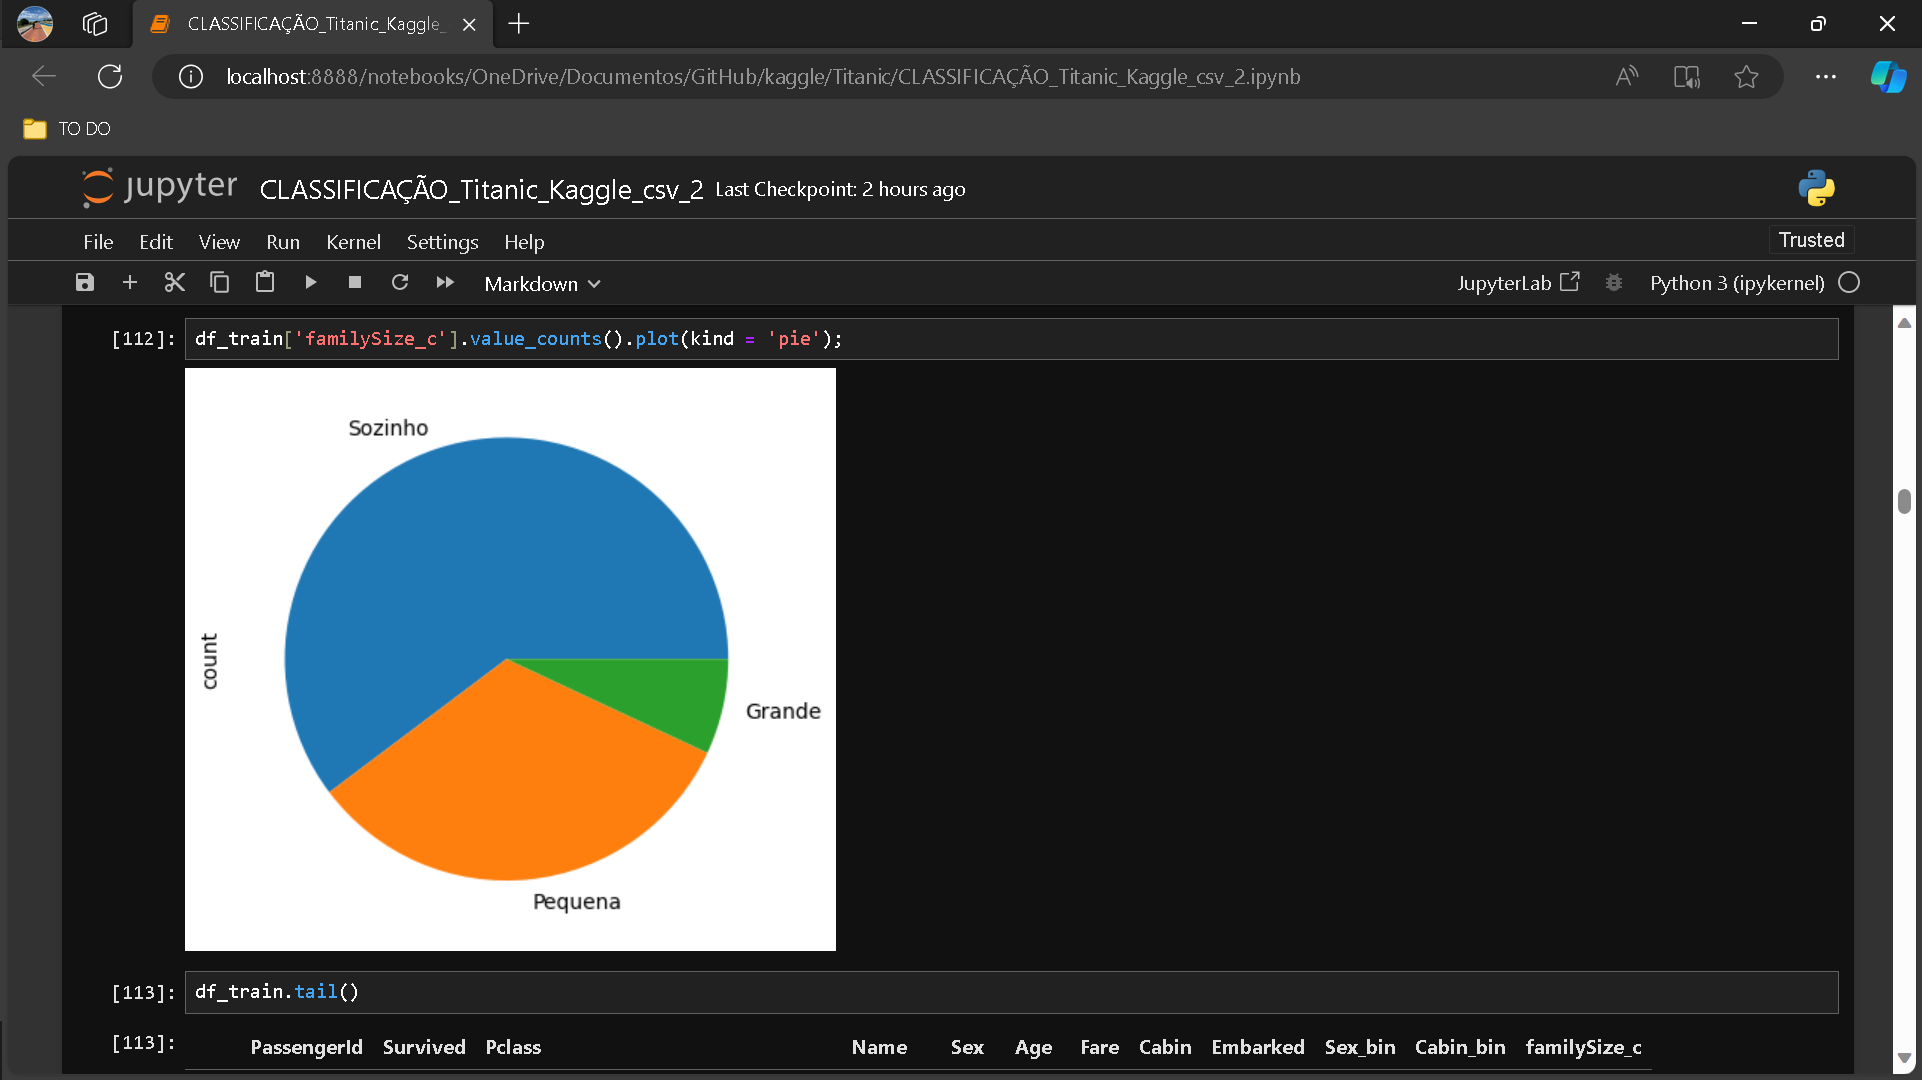 CLASSIFICAÇÃO_Titanic_Kaggle_
localhost:8888/notebooks/OneDrive/Documentos/GitHub/kaggle/Titanic/CLASSIFICAÇÃO_Titanic_Kaggle_csv_2.ipynb
TO DO
jupyter CLASSIFICAÇÃO_Titanic_Kaggle_csv_2 Last Checkpoint: 2 hours ago
File Edit View Run Kernel Settings Help Trusted
Markdown JupyterLab Python 3 (ipykernel)
[112]: df_train['familySize_c'].value_counts().plot(kind = 'pie');
Sozinho
count
Grande
Pequena
[113]: df_train.tail()
[113]: PassengerId Survived Pclass Name Sex Age Fare Cabin Embarked Sex_bin Cabin_bin familySize_c